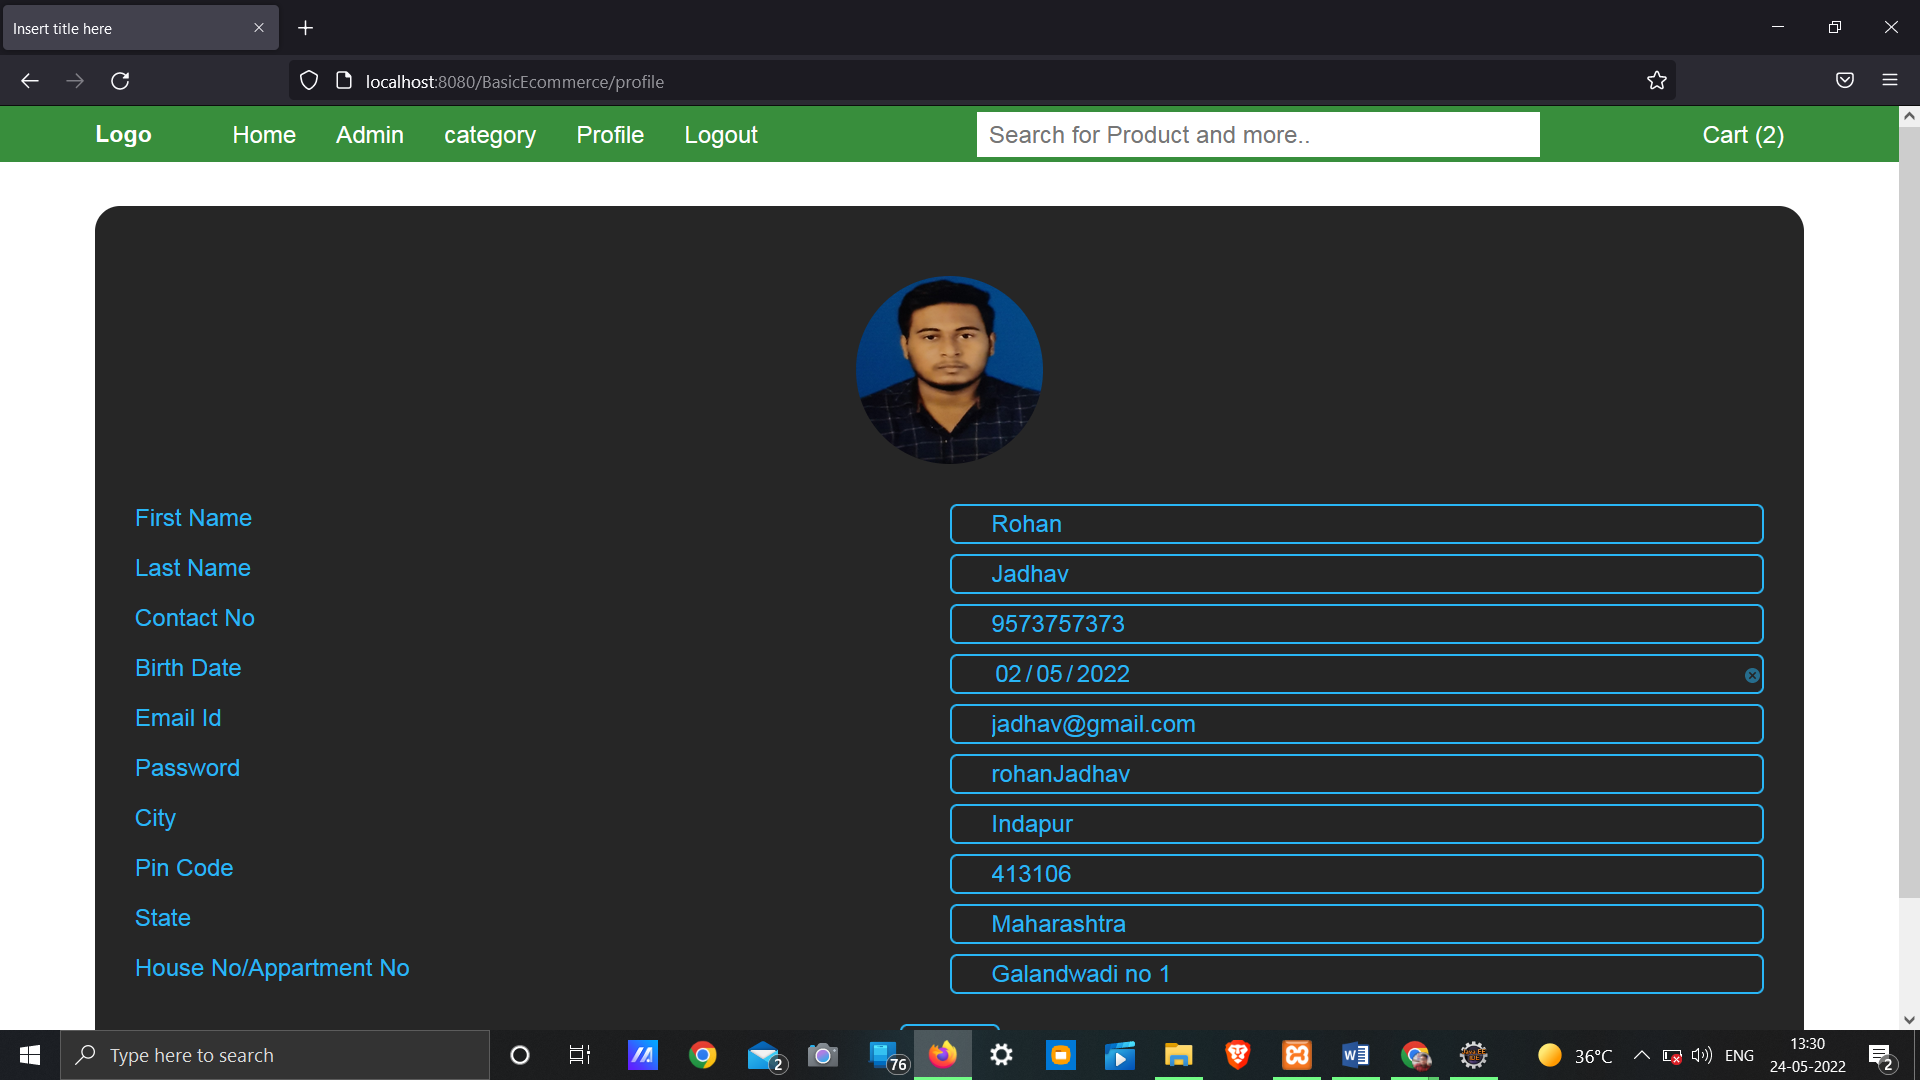 Insert title here
localhost:8080/BasicEcommerce/profile
Logo Home Admin category Profile Logout Search for Product and more.. Cart (2)
First Name Rohan
Last Name Jadhav
Contact No 9573757373
Birth Date 02/05/2022
Email Id jadhav@gmail.com
Password rohanJadhav
City Indapur
Pin Code 413106
State Maharashtra
House No/Appartment No Galandwadi no 1
Type here to search 2 76 W 36°C ENG 13:30
24-05-2022 2